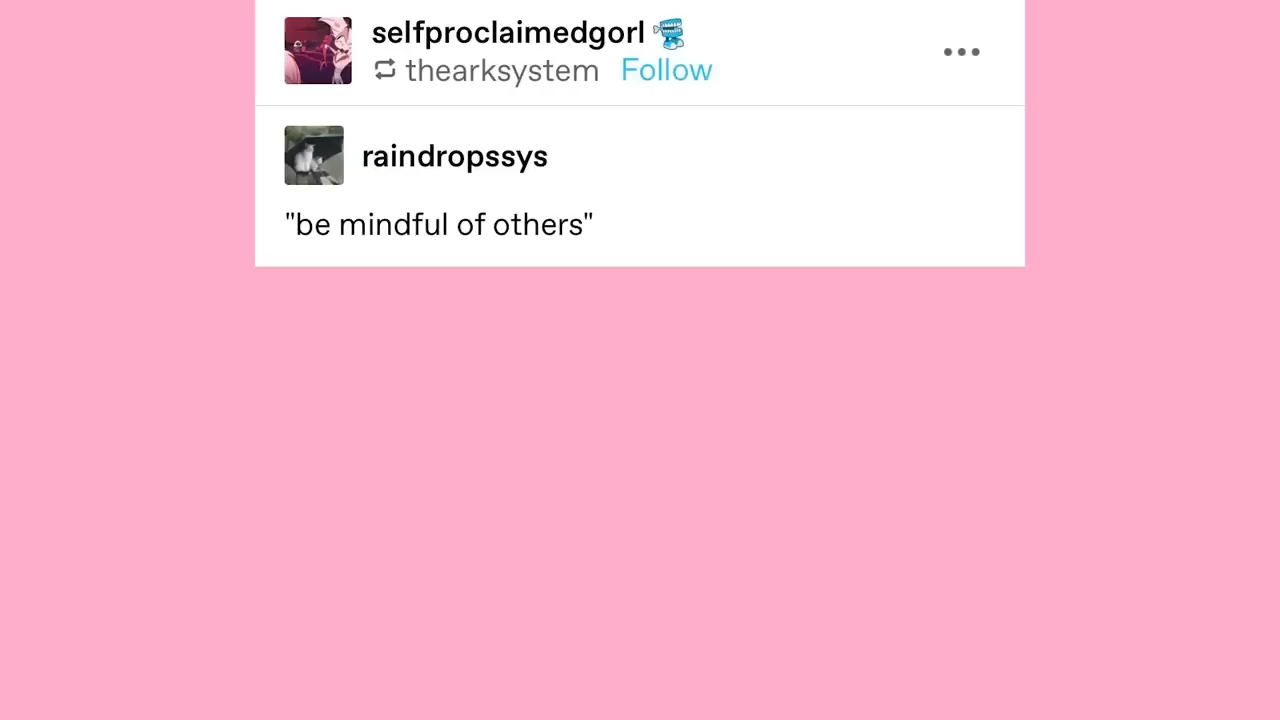 selfproclaimedgorl
thearksystem Follow
raindropssys
"be mindful of others"